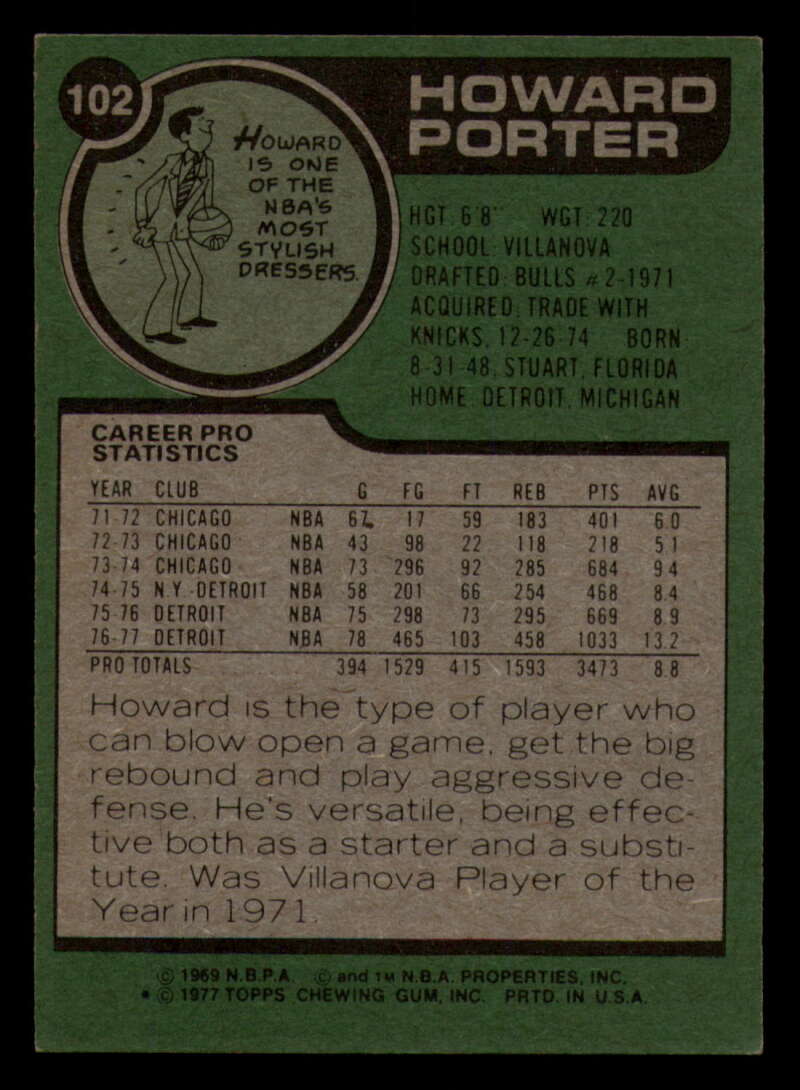 102
HOWARD
PORTER
HOWARD
IS ONE
OF THE
NBA'S
MOST
STYLISH
DRESSERS.
HGT: 6'8" WGT: 220
SCHOOL: VILLANOVA
DRAFTED: BULLS #2-1971
ACQUIRED: TRADE WITH
KNICKS, 12-26-74 BORN:
8-31-48, STUART, FLORIDA
HOME: DETROIT, MICHIGAN
CAREER PRO
STATISTICS
YEAR CLUB G FG FT REB PTS AVG
71-72 CHICAGO NBA 67 17 59 183 401 6.0
72-73 CHICAGO NBA 43 98 22 118 218 5.1
73-74 CHICAGO NBA 73 296 92 285 684 9.4
74-75 N.Y.-DETROIT NBA 58 201 66 254 468 8.4
75-76 DETROIT NBA 75 298 73 295 669 8.9
76-77 DETROIT NBA 78 465 103 458 1033 13.2
PRO TOTALS 394 1529 415 1593 3473 8.8
Howard is the type of player who
can blow open a game, get the big
rebound and play aggressive de-
fense. He's versatile, being effec-
tive both as a starter and a substi-
tute. Was Villanova Player of the
Year in 1971.
© 1969 N.B.P.A. © and TM N.B.A. PROPERTIES, INC.
• © 1977 TOPPS CHEWING GUM, INC. PRTD. IN U.S.A.